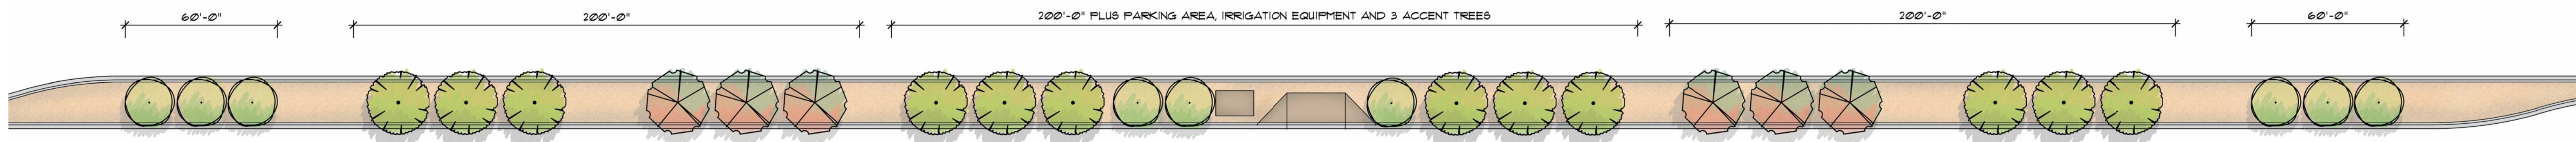 60'-0"
200'-0"
200'-0" PLUS PARKING AREA, IRRIGATION EQUIPMENT AND 3 ACCENT TREES
200'-0"
60'-0"